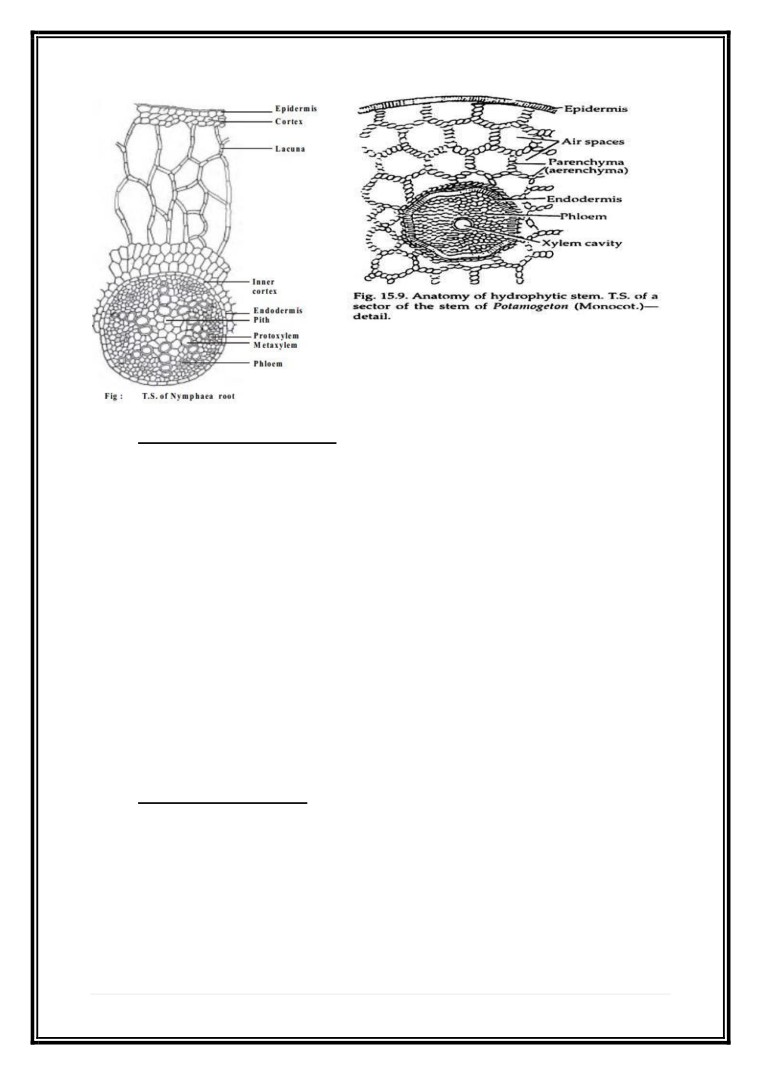 Epidermis
Cortex
Lacuna
Inner
cortex
Endodermis
Pith
Protoxylem
Metaxylem
Phloem
Fig : T.S. of Nymphaea root
Epidermis
Air spaces
Parenchyma
(aerenchyma)
Endodermis
Phloem
Xylem cavity
Fig. 15.9. Anatomy of hydrophytic stem. T.S. of a
sector of the stem of Potamogeton (Monocot.)—
detail.